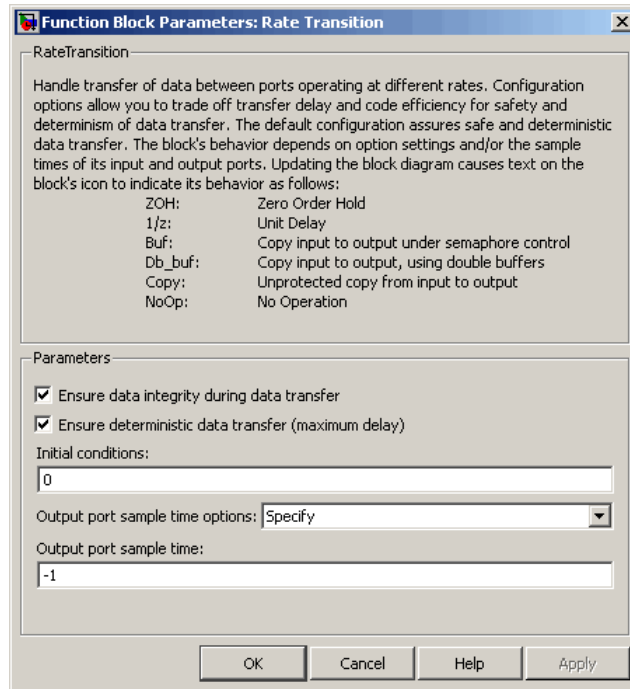 Function Block Parameters: Rate Transition
RateTransition
Handle transfer of data between ports operating at different rates. Configuration
options allow you to trade off transfer delay and code efficiency for safety and
determinism of data transfer. The default configuration assures safe and deterministic
data transfer. The block's behavior depends on option settings and/or the sample
times of its input and output ports. Updating the block diagram causes text on the
block's icon to indicate its behavior as follows:
ZOH: Zero Order Hold
1/z: Unit Delay
Buf: Copy input to output under semaphore control
Db_buf: Copy input to output, using double buffers
Copy: Unprotected copy from input to output
NoOp: No Operation
Parameters
Ensure data integrity during data transfer
Ensure deterministic data transfer (maximum delay)
Initial conditions:
0
Output port sample time options: Specify
Output port sample time:
-1
OK Cancel Help Apply